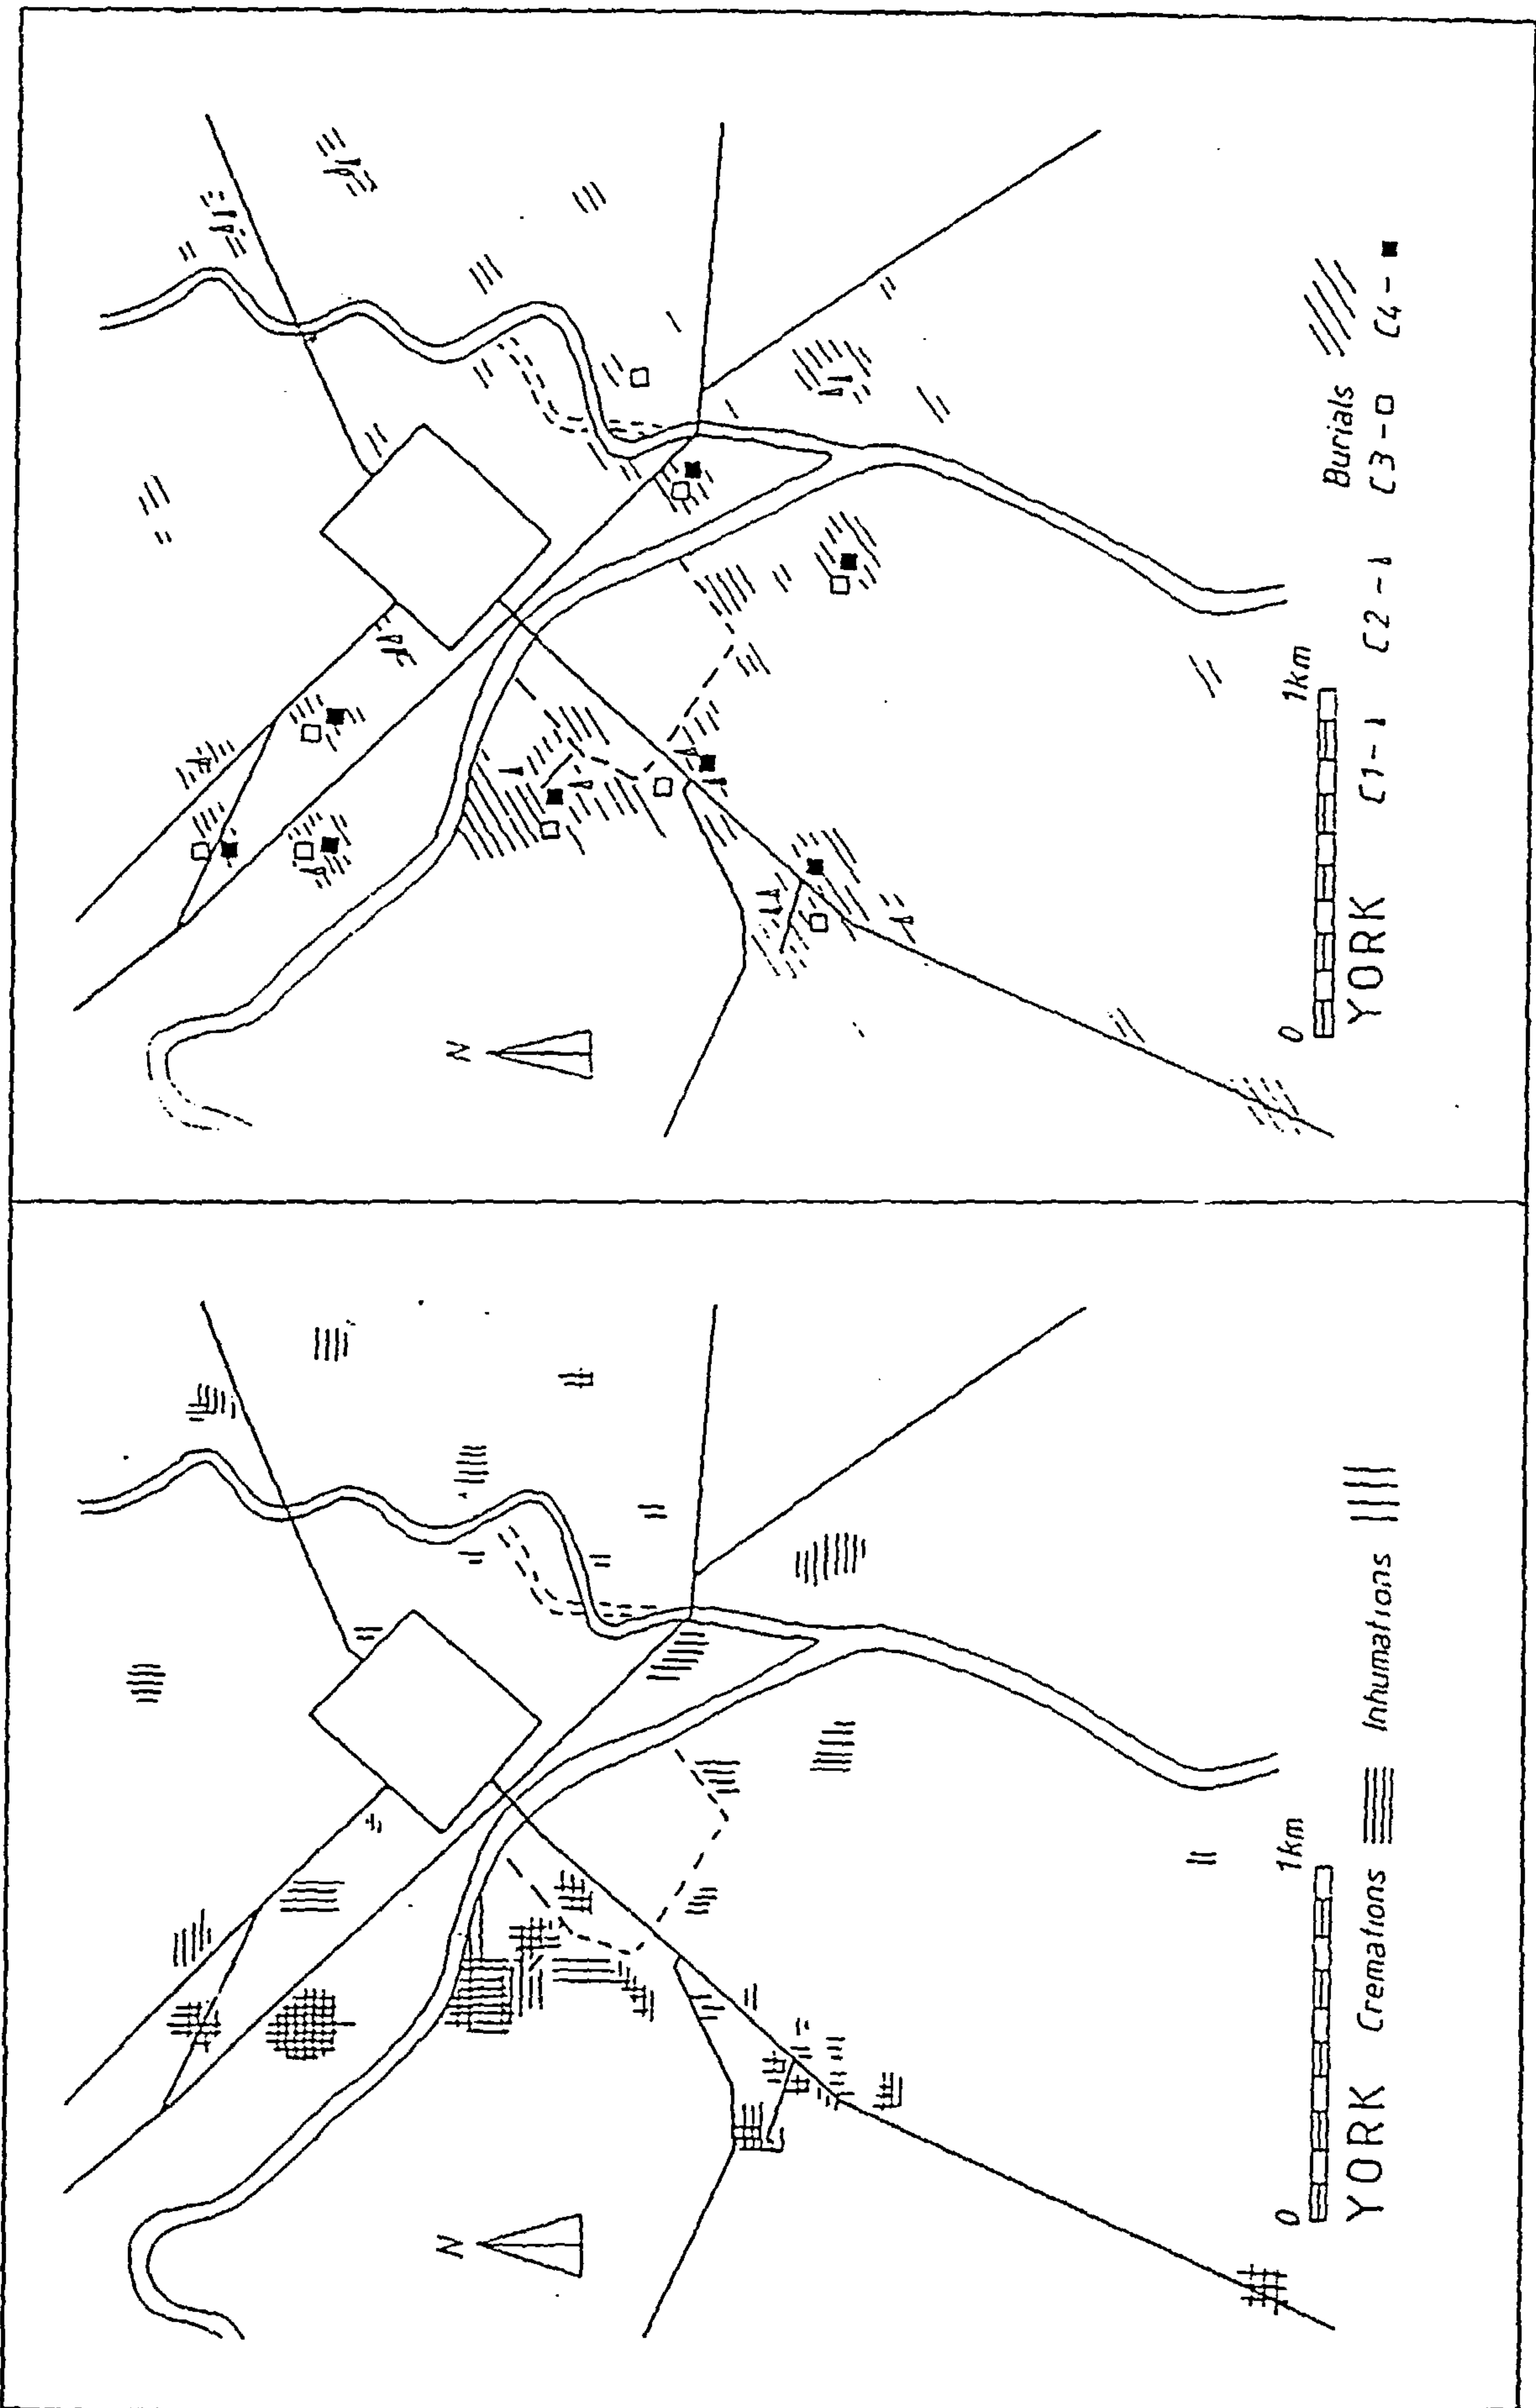 N
0 1km
YORK Burials
C1- C2- C3- C4-
N
0 1km
YORK Cremations Inhumations